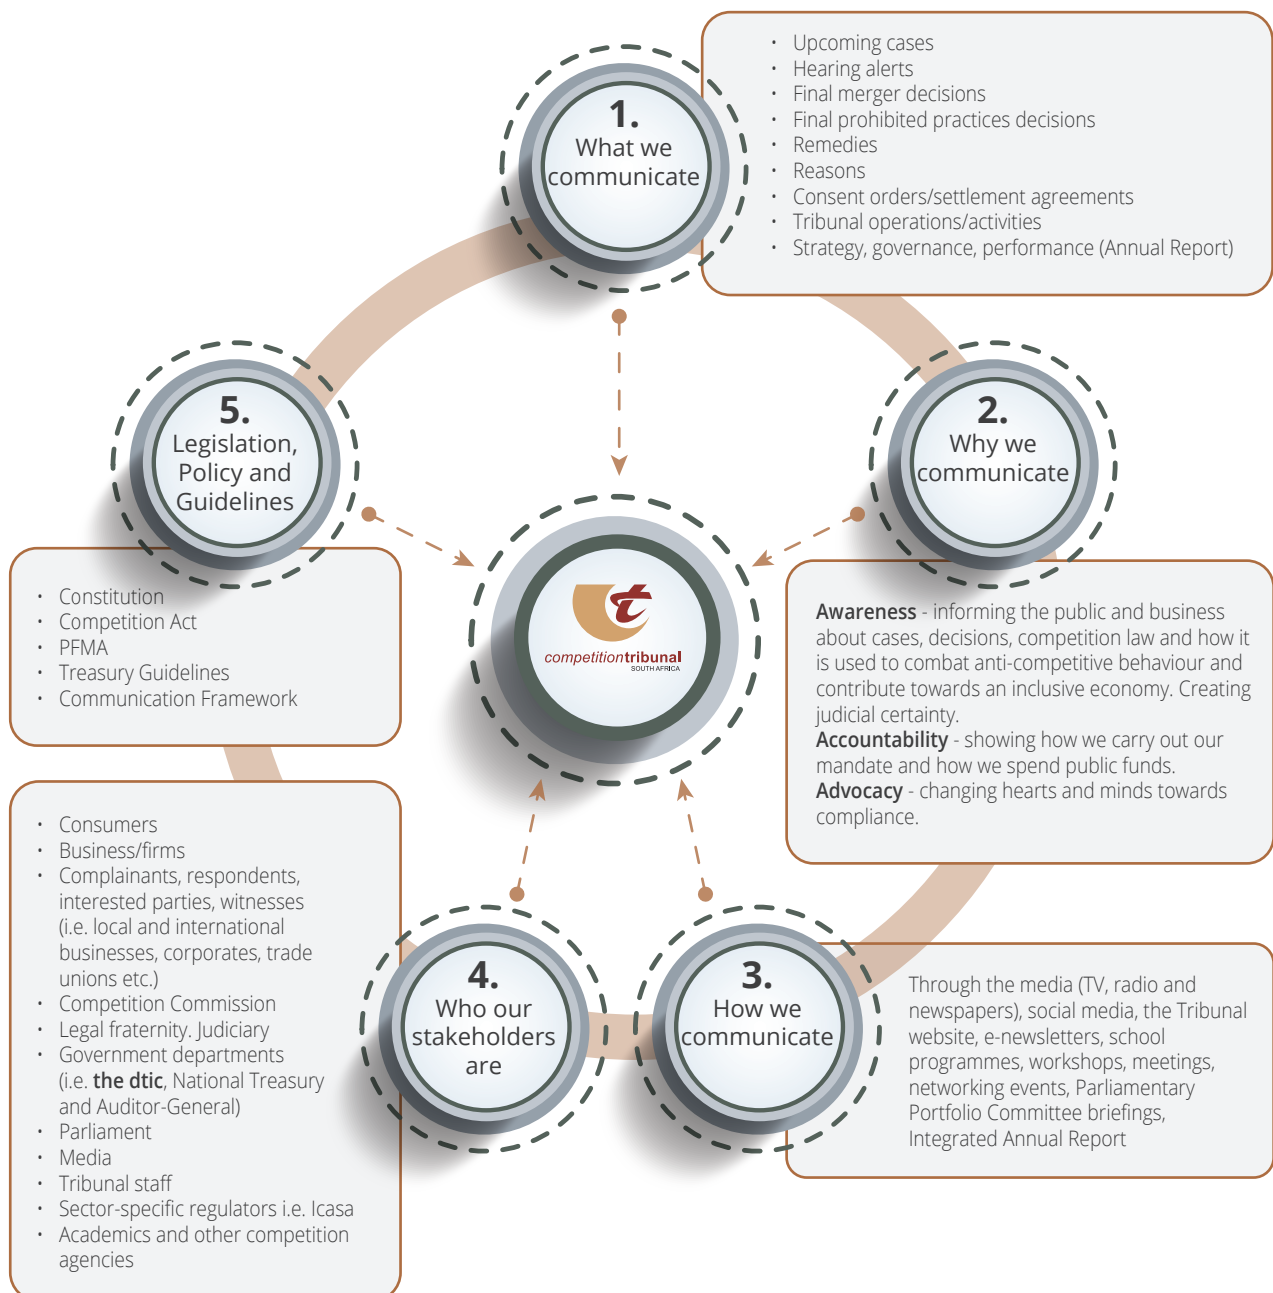 1.
What we
communicate
• Upcoming cases
• Hearing alerts
• Final merger decisions
• Final prohibited practices decisions
• Remedies
• Reasons
• Consent orders/settlement agreements
• Tribunal operations/activities
• Strategy, governance, performance (Annual Report)
2.
Why we
communicate
Awareness - informing the public and business
about cases, decisions, competition law and how it
is used to combat anti-competitive behaviour and
contribute towards an inclusive economy. Creating
judicial certainty.
Accountability - showing how we carry out our
mandate and how we spend public funds.
Advocacy - changing hearts and minds towards
compliance.
3.
How we
communicate
Through the media (TV, radio and
newspapers), social media, the Tribunal
website, e-newsletters, school
programmes, workshops, meetings,
networking events, Parliamentary
Portfolio Committee briefings,
Integrated Annual Report
4.
Who our
stakeholders
are
• Consumers
• Business/firms
• Complainants, respondents,
interested parties, witnesses
(i.e. local and international
businesses, corporates, trade
unions etc.)
• Competition Commission
• Legal fraternity. Judiciary
• Government departments
(i.e. the dtic, National Treasury
and Auditor-General)
• Parliament
• Media
• Tribunal staff
• Sector-specific regulators i.e. Icasa
• Academics and other competition
agencies
5.
Legislation,
Policy and
Guidelines
• Constitution
• Competition Act
• PFMA
• Treasury Guidelines
• Communication Framework
t
competitiontribunal
SOUTH AFRICA